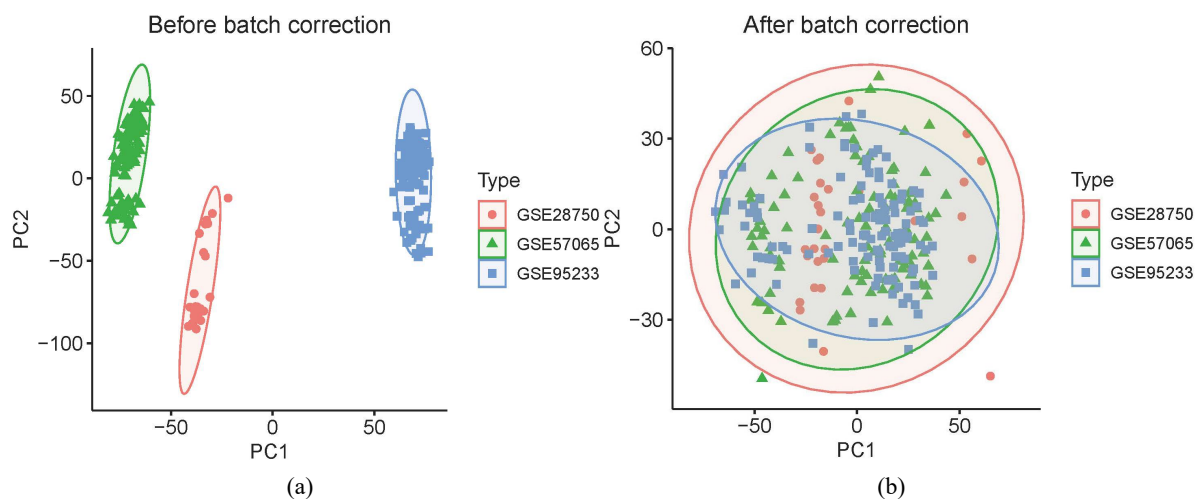 Before batch correction
50
0
−50
−100
PC2
−50
0
50
PC1
Type
GSE28750
GSE57065
GSE95233
(a)
After batch correction
60
30
0
−30
PC2
−50
0
50
PC1
Type
GSE28750
GSE57065
GSE95233
(b)